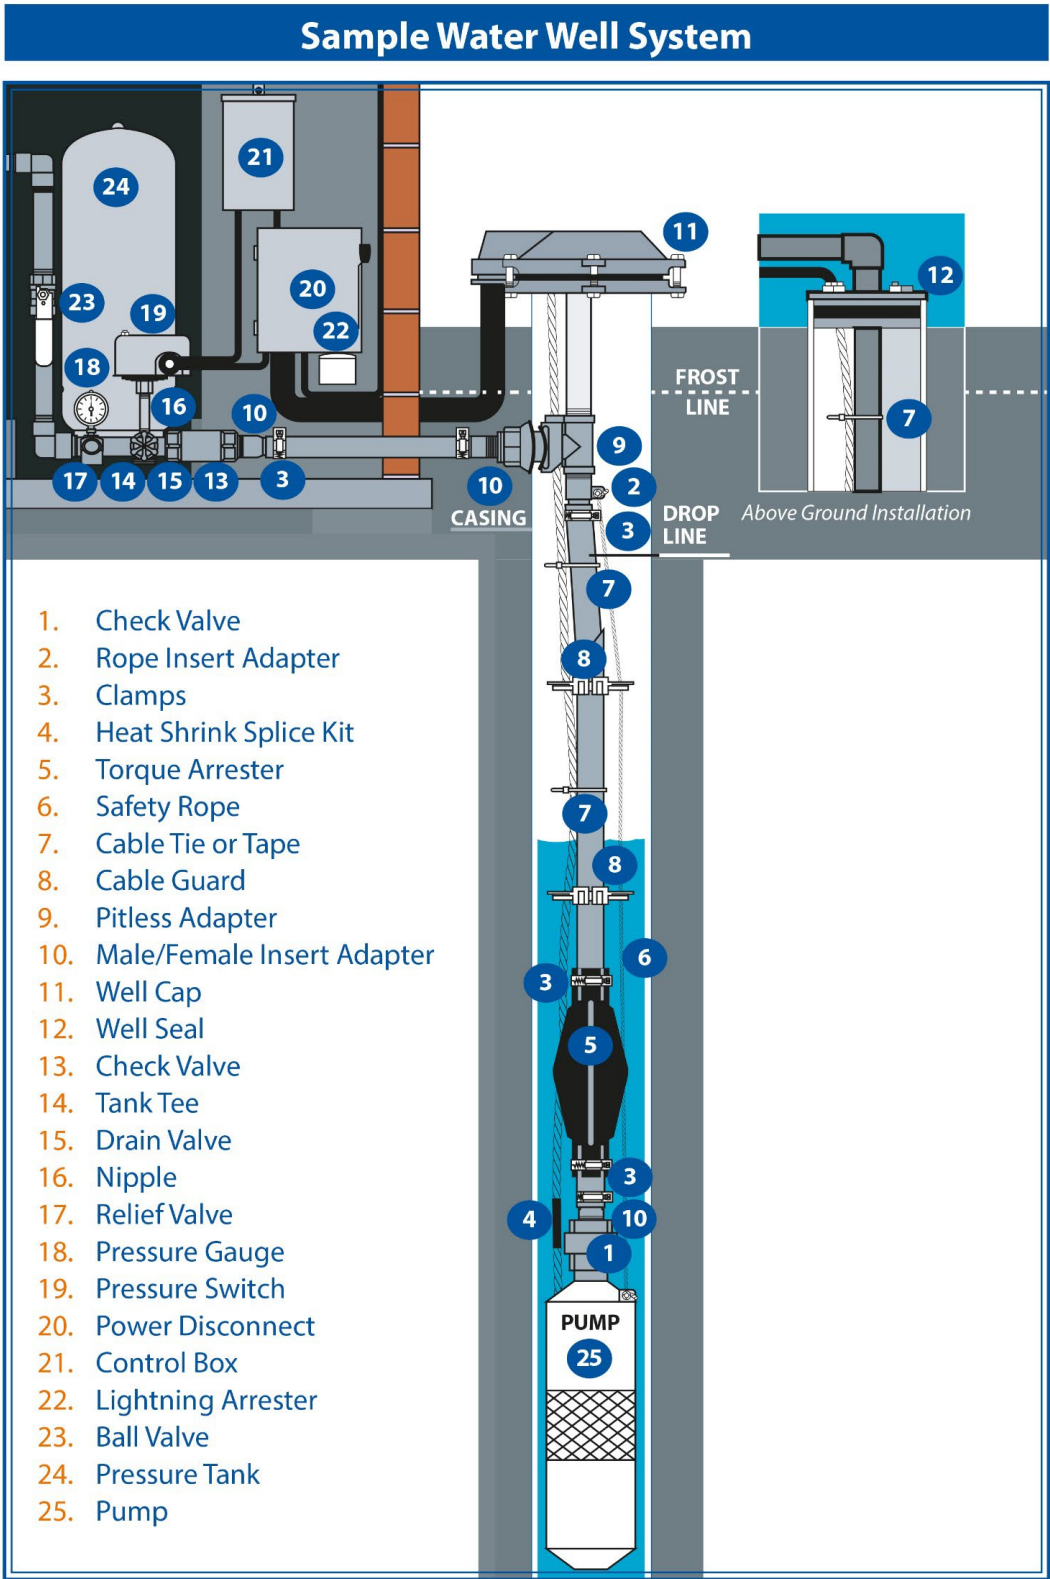 Sample Water Well System
21
24
11
12
20
23
19
22
18
FROST
LINE
16
10
7
9
17
14
15
13
3
10
2
CASING
3
DROP
LINE
Above Ground Installation
7
8
7
8
6
3
5
3
4
10
1
PUMP
25
1. Check Valve
2. Rope Insert Adapter
3. Clamps
4. Heat Shrink Splice Kit
5. Torque Arrester
6. Safety Rope
7. Cable Tie or Tape
8. Cable Guard
9. Pitless Adapter
10. Male/Female Insert Adapter
11. Well Cap
12. Well Seal
13. Check Valve
14. Tank Tee
15. Drain Valve
16. Nipple
17. Relief Valve
18. Pressure Gauge
19. Pressure Switch
20. Power Disconnect
21. Control Box
22. Lightning Arrester
23. Ball Valve
24. Pressure Tank
25. Pump